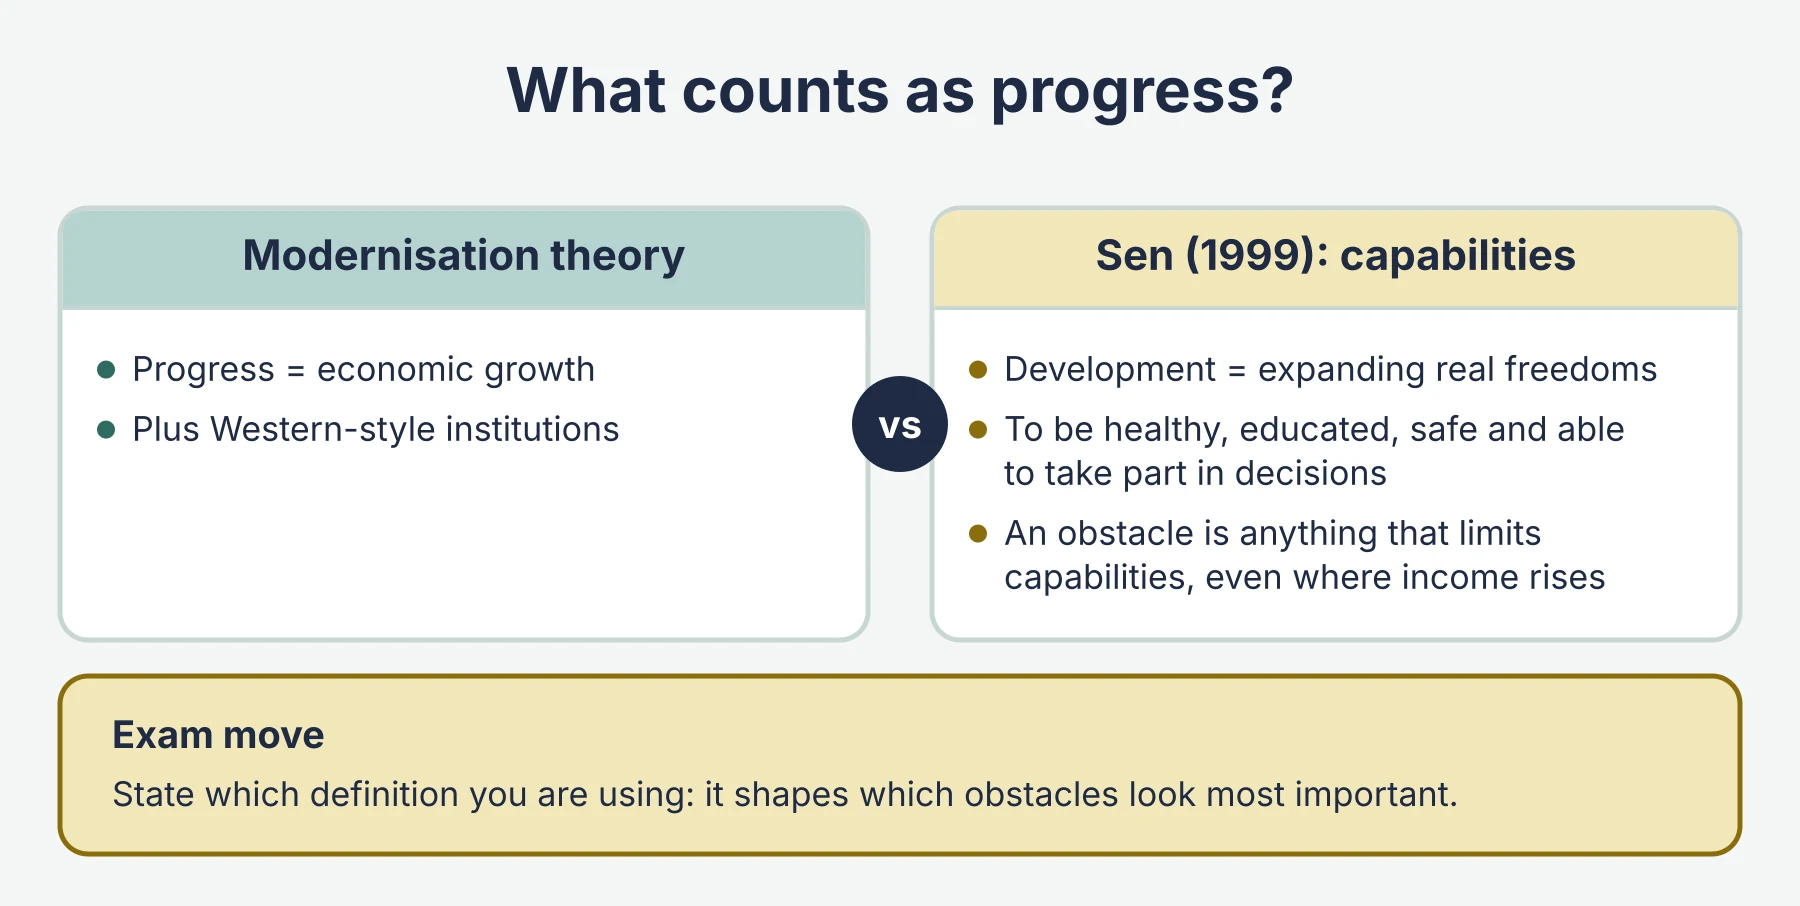 What counts as progress?
Modernisation theory
Progress = economic growth
Plus Western-style institutions
vs
Sen (1999): capabilities
Development = expanding real freedoms
To be healthy, educated, safe and able
to take part in decisions
An obstacle is anything that limits
capabilities, even where income rises
Exam move
State which definition you are using: it shapes which obstacles look most important.